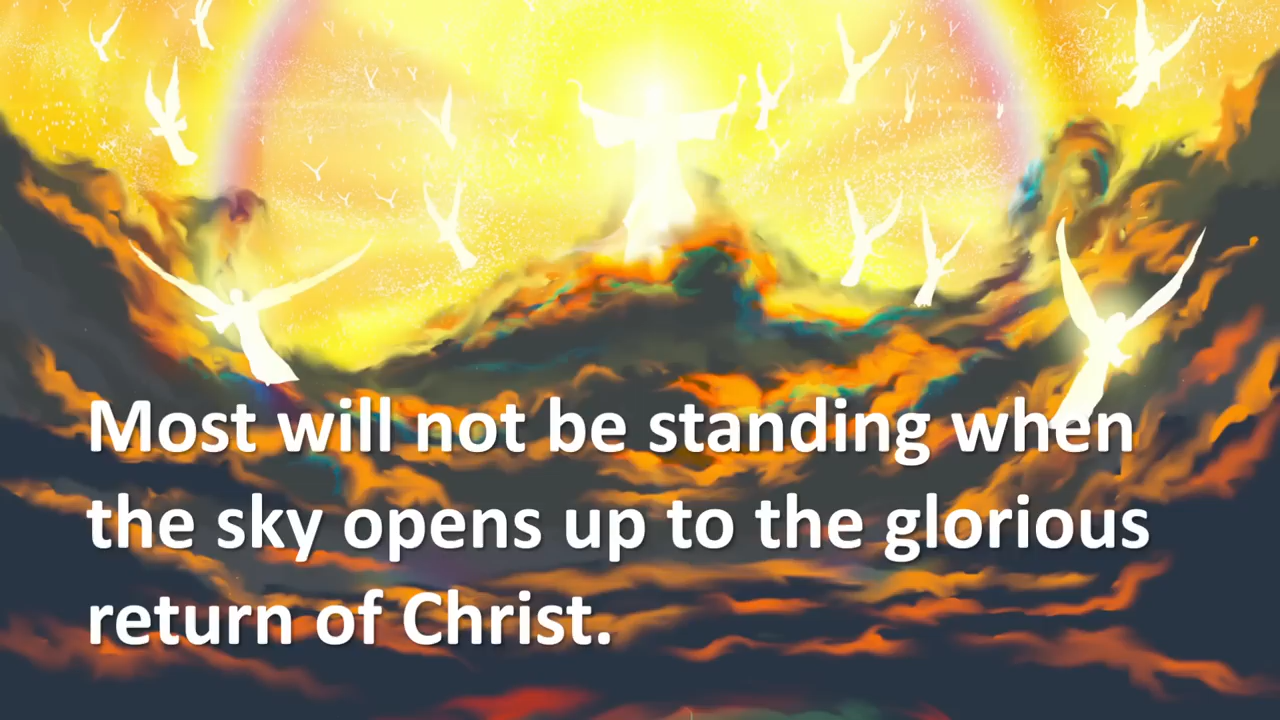 Most will not be standing when
the sky opens up to the glorious
return of Christ.